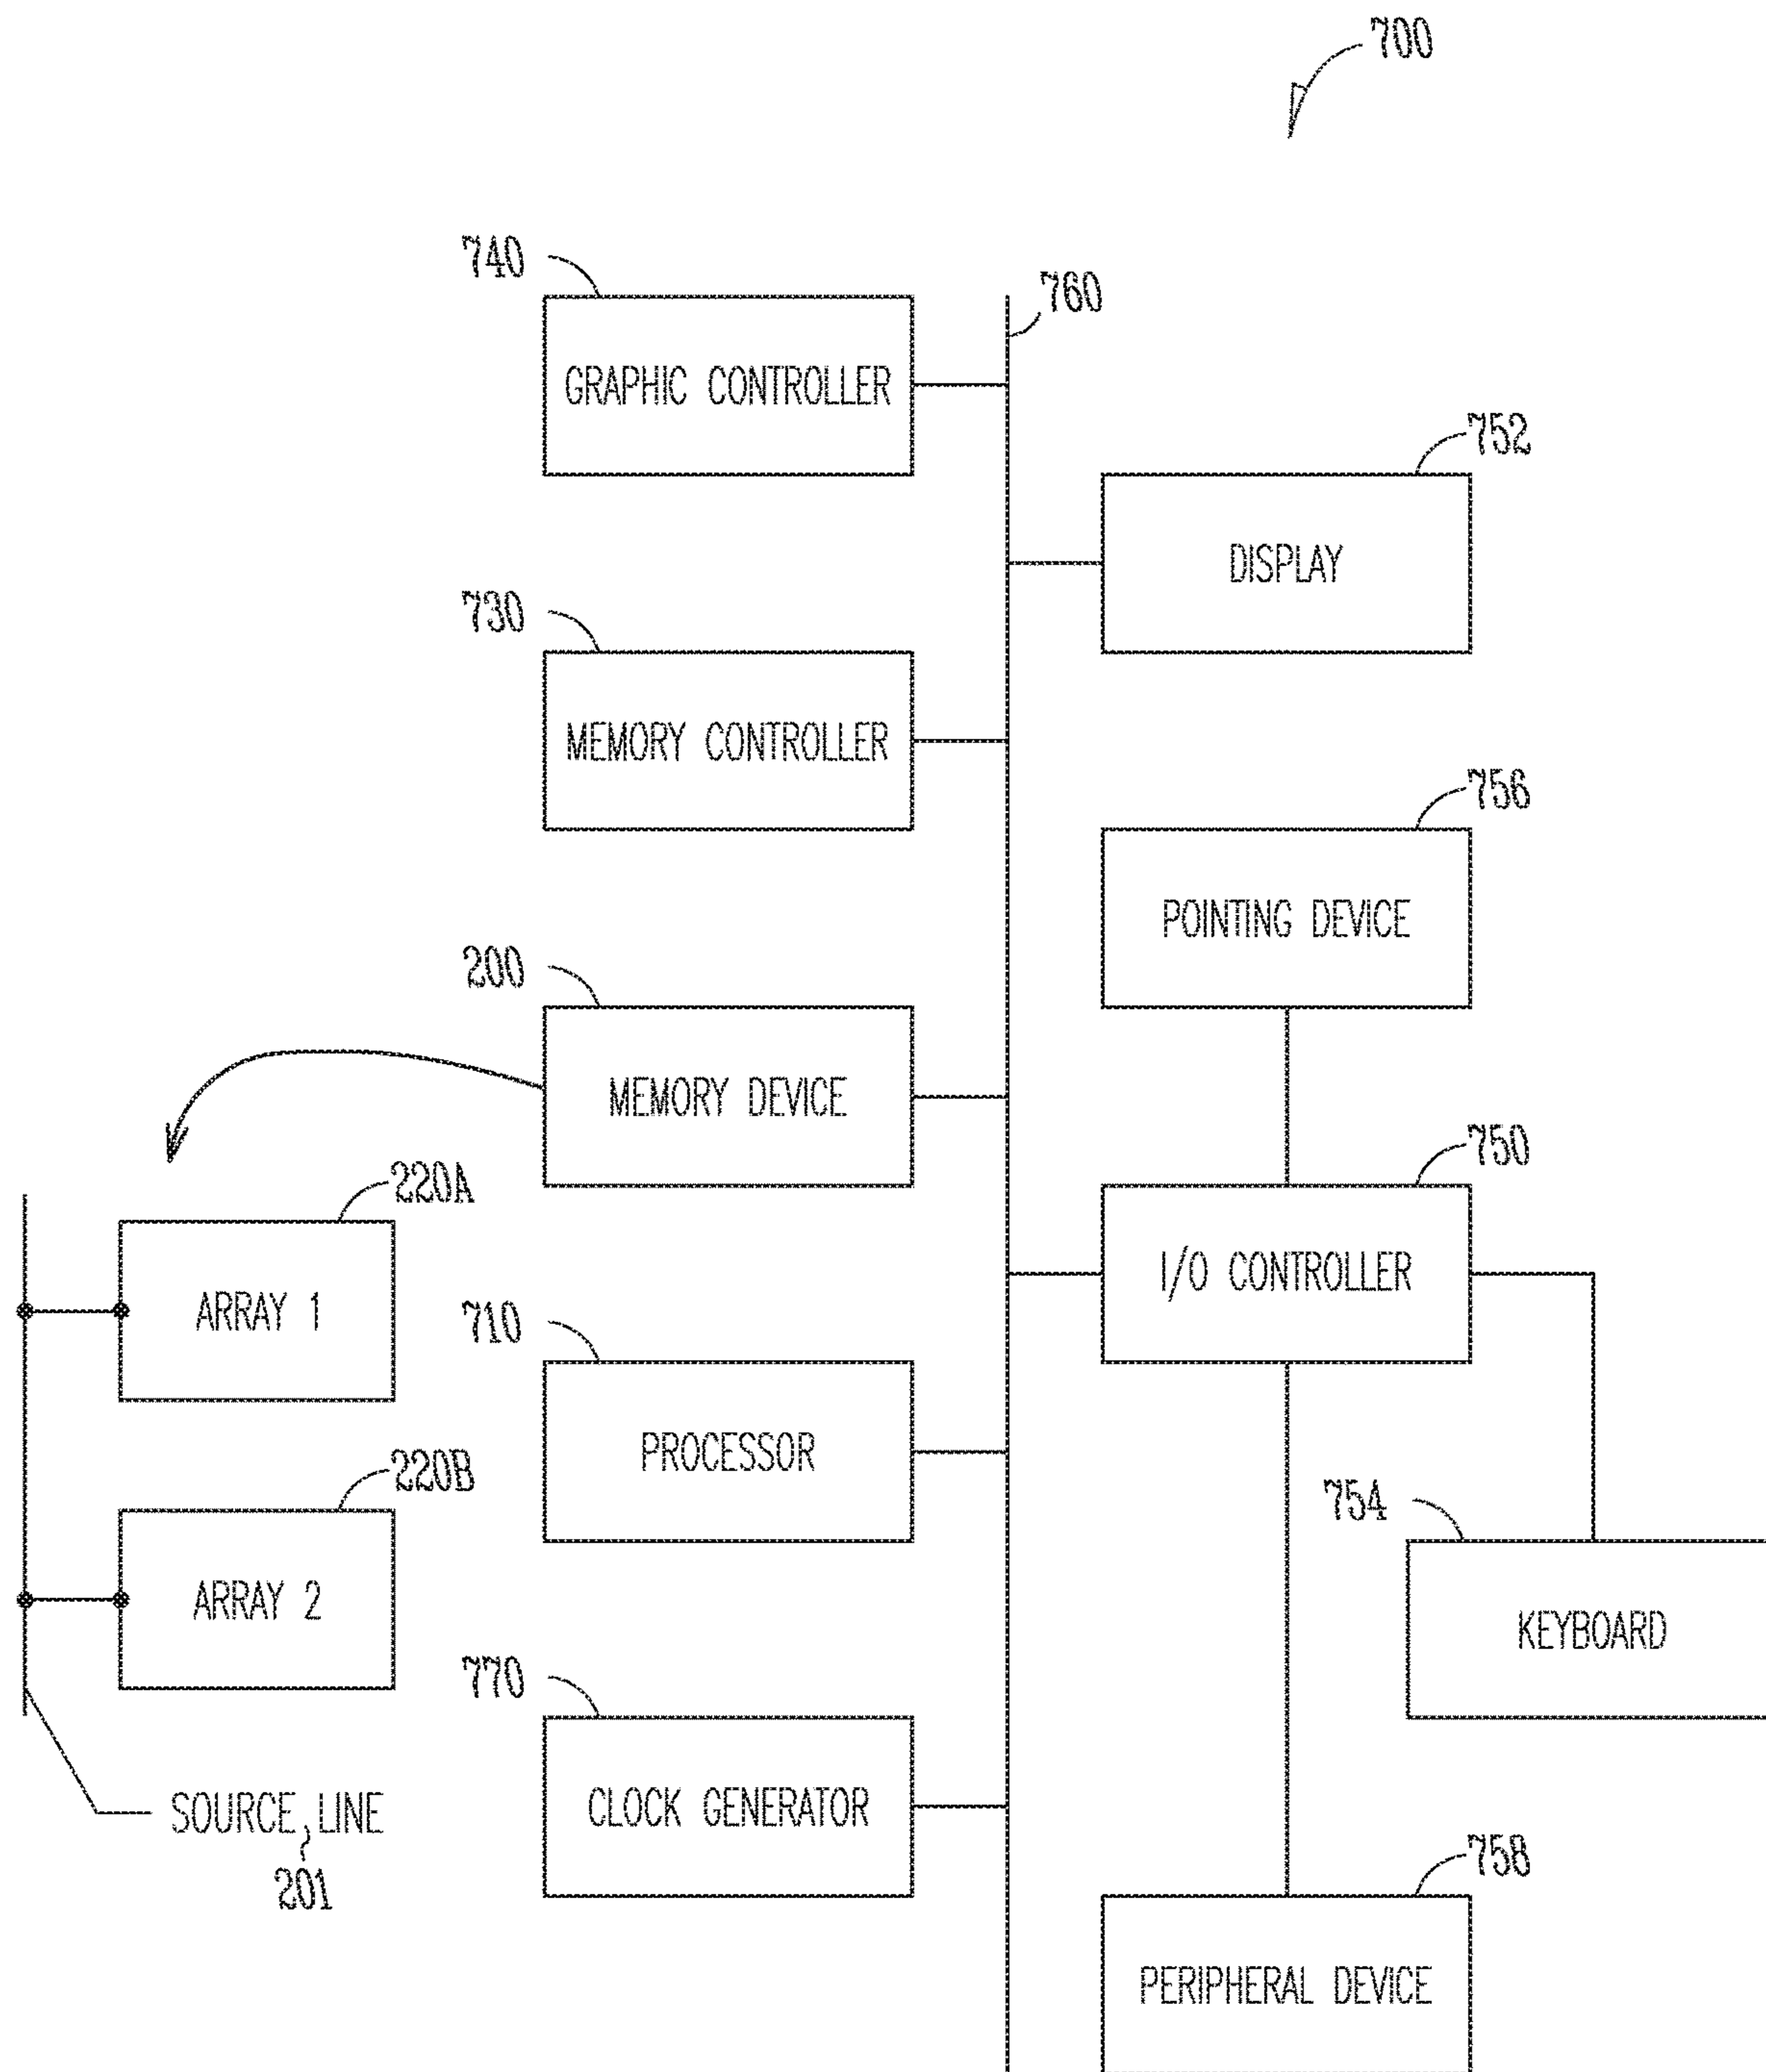 700
740
760
GRAPHIC CONTROLLER
752
DISPLAY
730
MEMORY CONTROLLER
756
POINTING DEVICE
200
MEMORY DEVICE
750
I/O CONTROLLER
220A
ARRAY 1
710
PROCESSOR
220B
ARRAY 2
754
KEYBOARD
770
CLOCK GENERATOR
SOURCE LINE
201
758
PERIPHERAL DEVICE